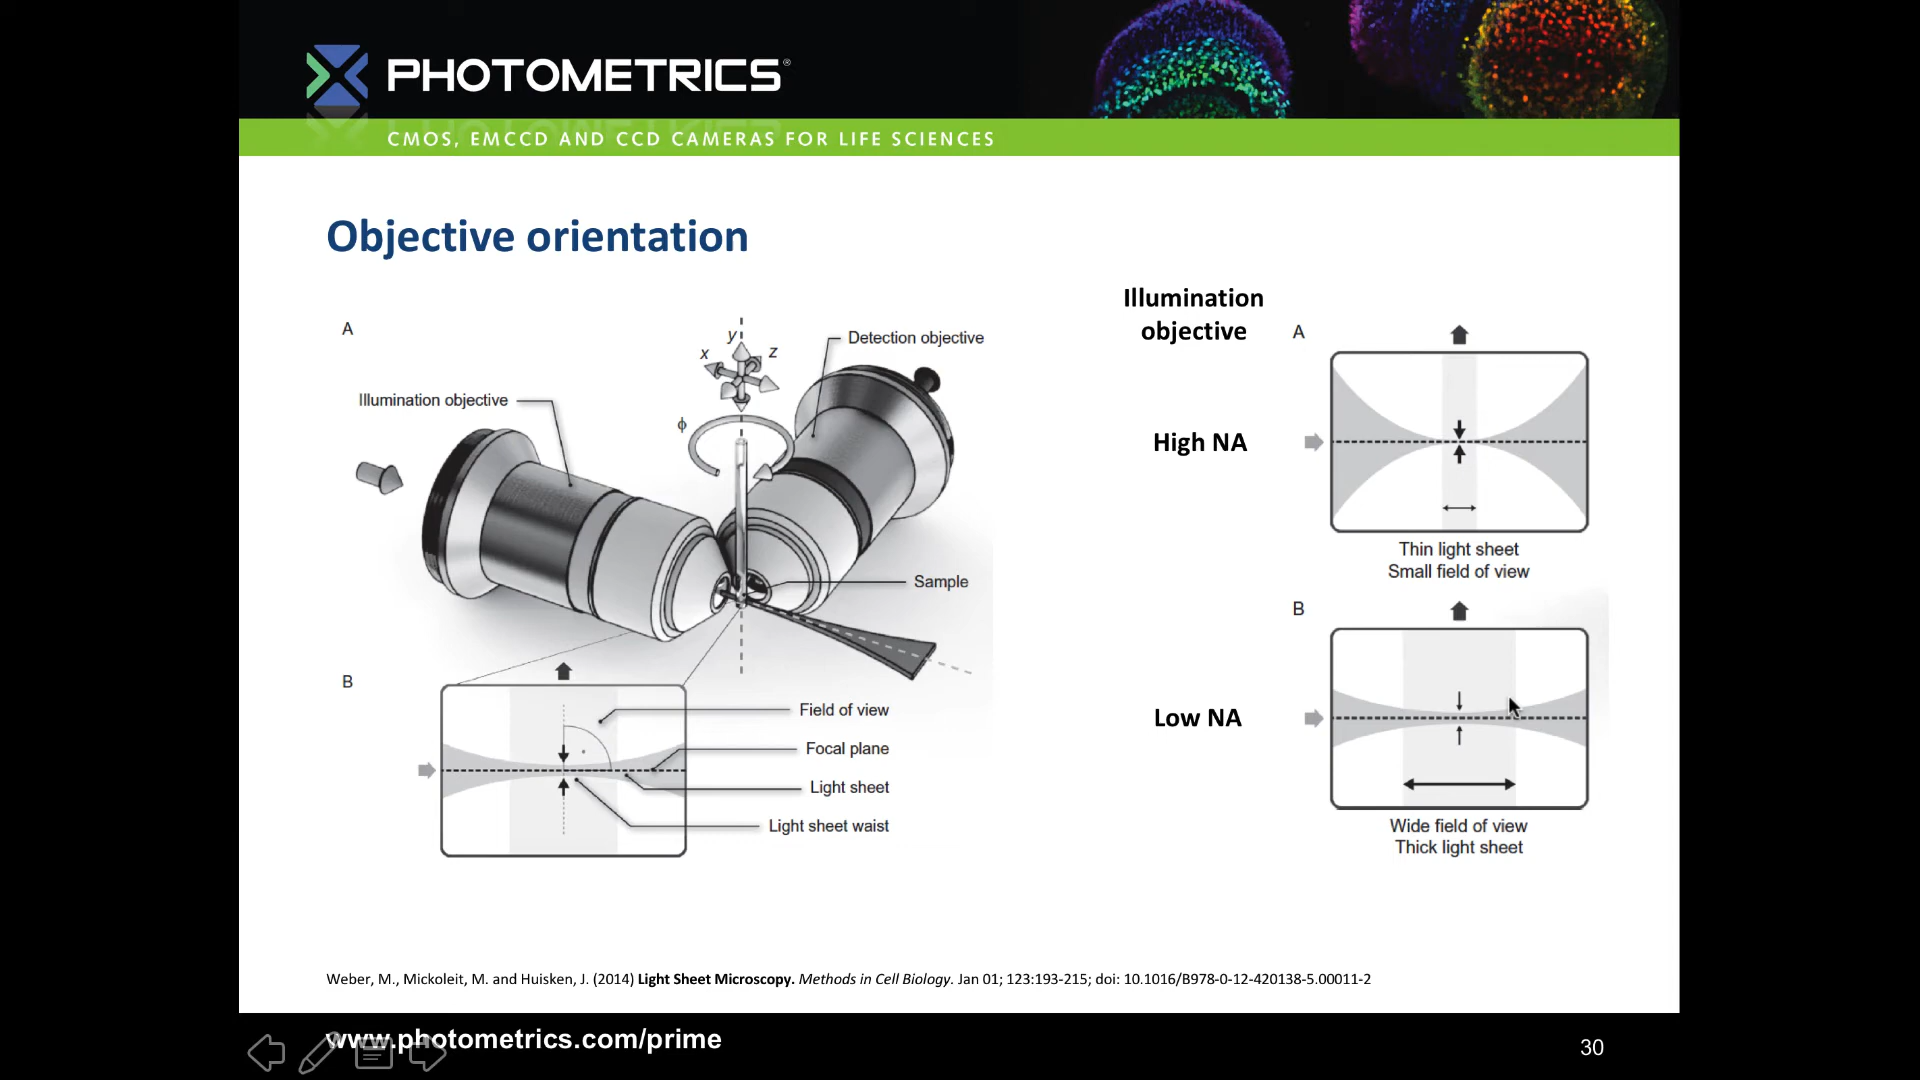 PHOTOMETRICS®
CMOS, EMCCD AND CCD CAMERAS FOR LIFE SCIENCES
Objective orientation
A
Illumination objective
x
y
z
ϕ
Detection objective
Sample
B
Field of view
Focal plane
Light sheet
Light sheet waist
Illumination
objective
A
High NA
Thin light sheet
Small field of view
B
Low NA
Wide field of view
Thick light sheet
Weber, M., Mickoleit, M. and Huisken, J. (2014) Light Sheet Microscopy. Methods in Cell Biology. Jan 01; 123:193-215; doi: 10.1016/B978-0-12-420138-5.00011-2
www.photometrics.com/prime
30